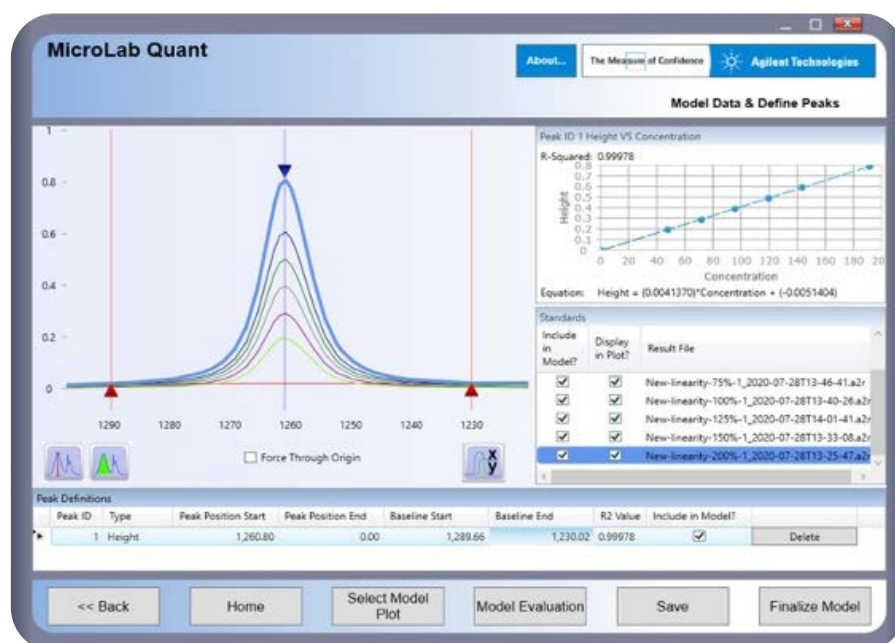 MicroLab Quant
About...
The Measure of Confidence
Agilent Technologies
Model Data & Define Peaks
1
0.8
0.6
0.4
0.2
0
1290 1280 1270 1260 1250 1240 1230
Force Through Origin
Peak ID 1 Height VS Concentration
R-Squared: 0.99978
0.8
0.7
0.6
0.5
0.4
0.3
0.2
0.1
0
Height
0 20 40 60 80 100 120 140 160 180 20
Concentration
Equation: Height = (0.0041370)*Concentration + (-0.0051404)
Standards
Include in Model?
Display in Plot?
Result File
New-linearity-75%-1_2020-07-28T13-46-41.a2r
New-linearity-100%-1_2020-07-28T13-40-26.a2r
New-linearity-125%-1_2020-07-28T14-01-41.a2r
New-linearity-150%-1_2020-07-28T13-33-08.a2r
New-linearity-200%-1_2020-07-28T13-25-47.a2r
X
y
Peak Definitions
Peak ID Type Peak Position Start Peak Position End Baseline Start Baseline End R2 Value Include in Model?
1 Height 1,260.80 0.00 1,289.66 1,230.02 0.99978 Delete
<< Back
Home
Select Model
Plot
Model Evaluation
Save
Finalize Model